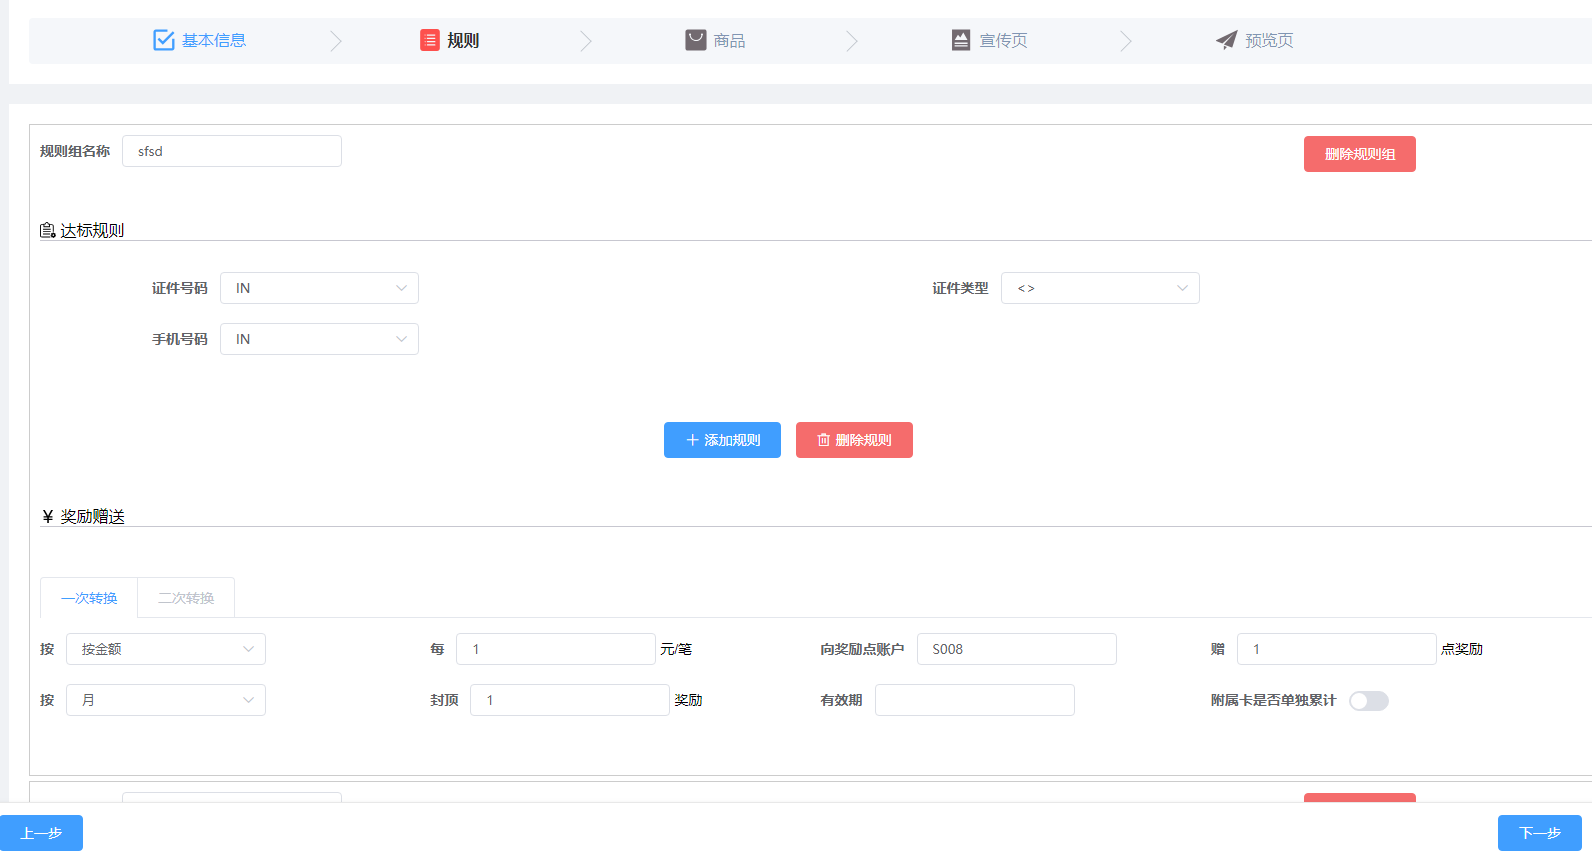 基本信息 规则 商品 宣传页 预览页
规则组名称 sfsd 删除规则组
达标规则
证件号码 IN 证件类型 <>
手机号码 IN
添加规则 删除规则
¥ 奖励赠送
一次转换 二次转换
按 按金额 每 1 元/笔 向奖励点账户 S008 赠 1 点奖励
按 月 封顶 1 奖励 有效期 附属卡是否单独累计
上一步 下一步